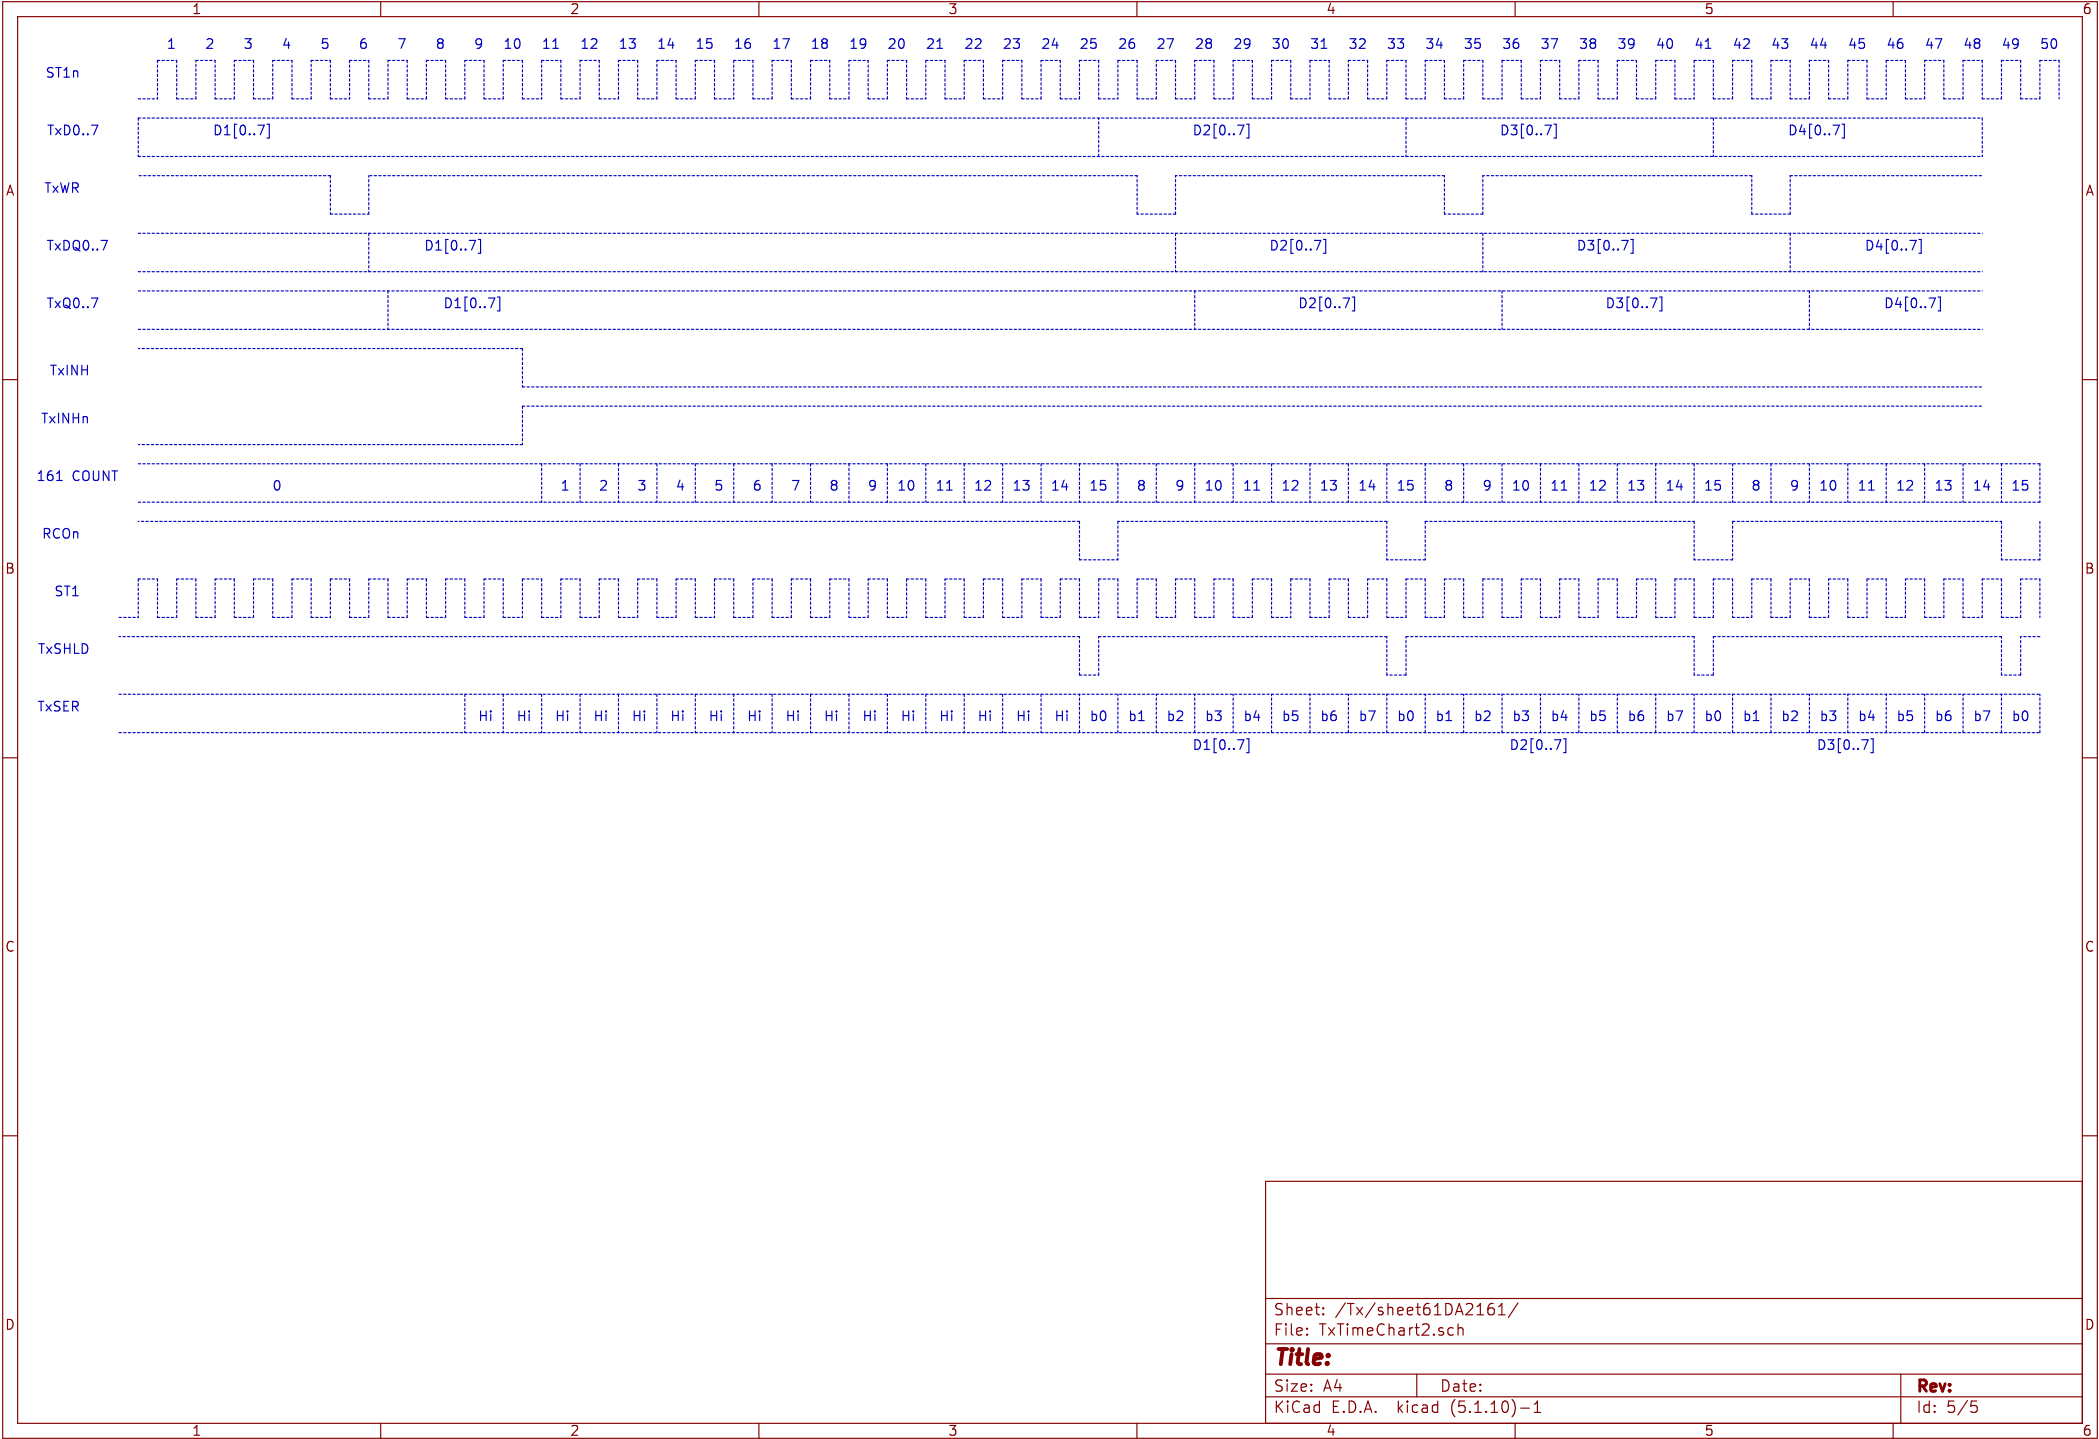 1 2 3 4 5 6
1 2 3 4 5 6 7 8 9 10 11 12 13 14 15 16 17 18 19 20 21 22 23 24 25 26 27 28 29 30 31 32 33 34 35 36 37 38 39 40 41 42 43 44 45 46 47 48 49 50
ST1n
TxD0..7 D1[0..7] D2[0..7] D3[0..7] D4[0..7]
A TxWR A
TxDQ0..7 D1[0..7] D2[0..7] D3[0..7] D4[0..7]
TxQ0..7 D1[0..7] D2[0..7] D3[0..7] D4[0..7]
TxINH
TxINHn
161 COUNT 0 1 2 3 4 5 6 7 8 9 10 11 12 13 14 15 8 9 10 11 12 13 14 15 8 9 10 11 12 13 14 15 8 9 10 11 12 13 14 15
RCOn
B B
ST1
TxSHLD
TxSER Hi Hi Hi Hi Hi Hi Hi Hi Hi Hi Hi Hi Hi Hi Hi Hi b0 b1 b2 b3 b4 b5 b6 b7 b0 b1 b2 b3 b4 b5 b6 b7 b0 b1 b2 b3 b4 b5 b6 b7 b0
D1[0..7] D2[0..7] D3[0..7]
C C
Sheet: /Tx/sheet61DA2161/
D D
File: TxTimeChart2.sch
Title:
Size: A4 Date: Rev:
KiCad E.D.A. kicad (5.1.10)-1 Id: 5/5
1 2 3 4 5 6